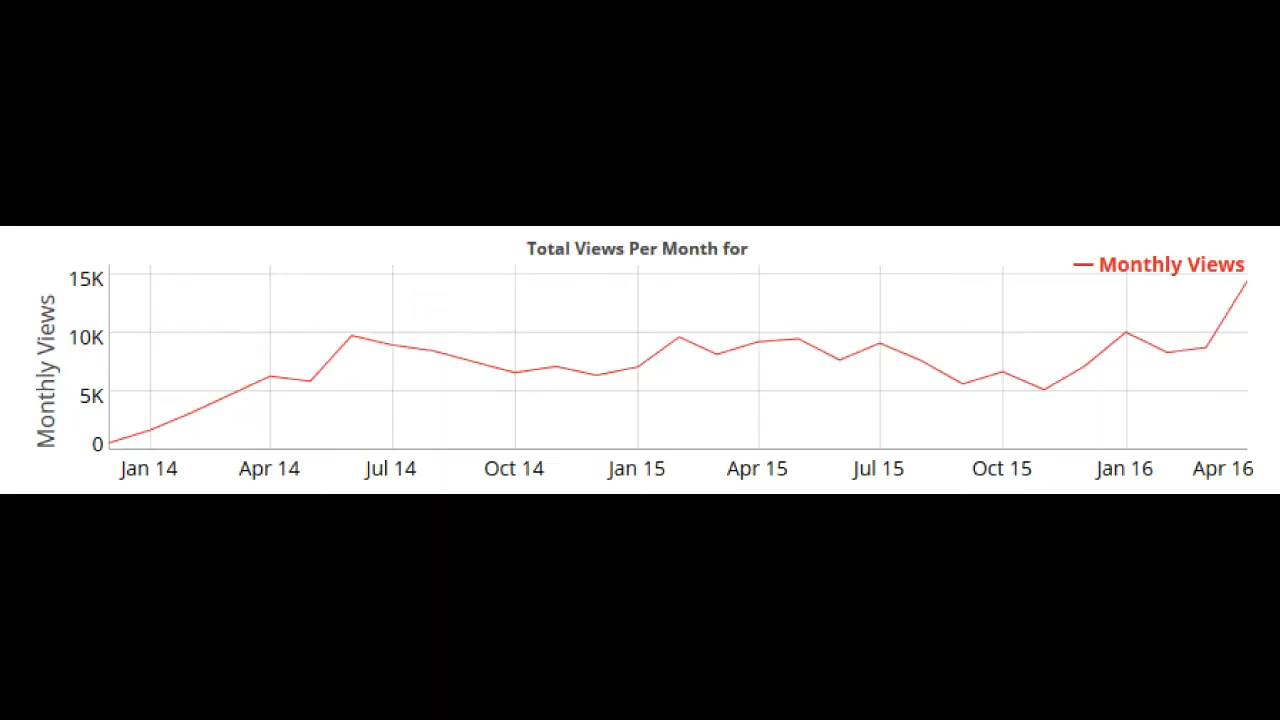 Total Views Per Month for
— Monthly Views
Monthly Views
15K
10K
5K
0
Jan 14 Apr 14 Jul 14 Oct 14 Jan 15 Apr 15 Jul 15 Oct 15 Jan 16 Apr 16